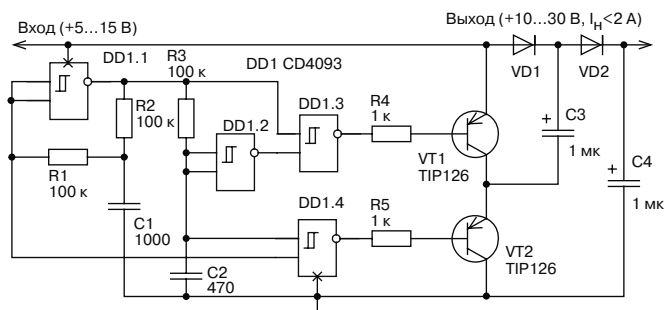 Вход (+5...15 В)
Выход (+10...30 В, Iн<2 А)
DD1.1
R3
100 к
DD1 CD4093
VD1
VD2
R2
100 к
DD1.2
DD1.3
R4
1 к
C3
1 мк
C4
1 мк
R1
100 к
VT1
TIP126
DD1.4
R5
1 к
C1
1000
C2
470
VT2
TIP126